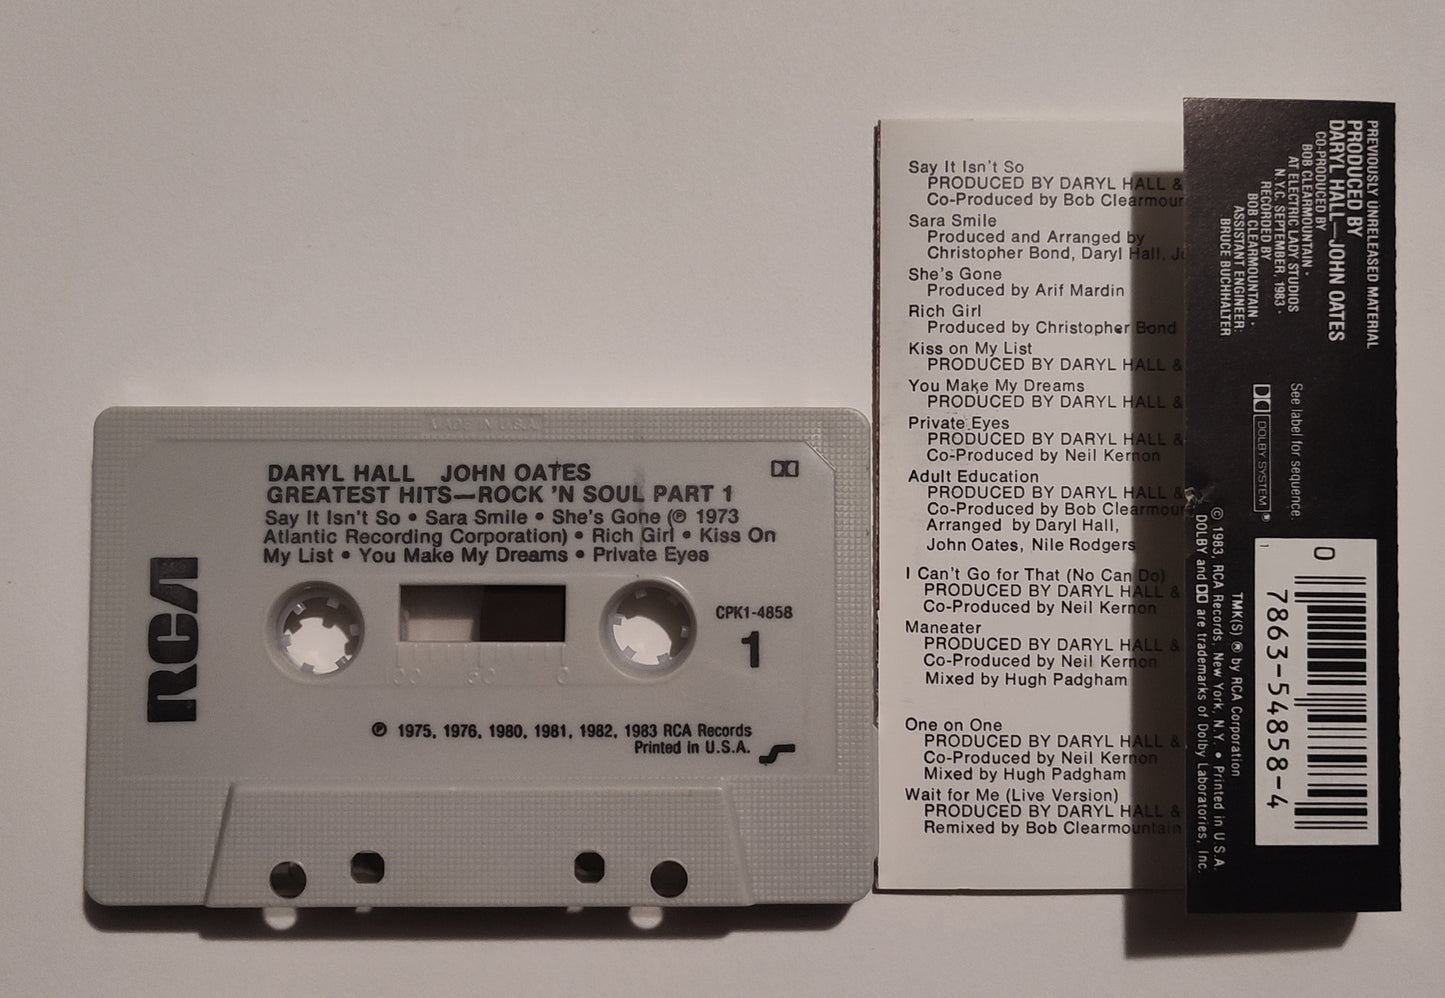 MADE IN U.S.A.
DARYL HALL JOHN OATES
GREATEST HITS—ROCK 'N SOUL PART 1
Say It Isn't So • Sara Smile • She's Gone (℗ 1973
Atlantic Recording Corporation) • Rich Girl • Kiss On
My List • You Make My Dreams • Private Eyes
RCA
CPK1-4858
1
100 50 0
℗ 1975, 1976, 1980, 1981, 1982, 1983 RCA Records
Printed in U.S.A.
Say It Isn't So
PRODUCED BY DARYL HALL &
Co-Produced by Bob Clearmour
Sara Smile
Produced and Arranged by
Christopher Bond, Daryl Hall, Jo
She's Gone
Produced by Arif Mardin
Rich Girl
Produced by Christopher Bond
Kiss on My List
PRODUCED BY DARYL HALL &
You Make My Dreams
PRODUCED BY DARYL HALL &
Private Eyes
PRODUCED BY DARYL HALL &
Co-Produced by Neil Kernon
Adult Education
PRODUCED BY DARYL HALL &
Co-Produced by Bob Clearmour
Arranged by Daryl Hall,
John Oates, Nile Rodgers
I Can't Go for That (No Can Do)
PRODUCED BY DARYL HALL &
Co-Produced by Neil Kernon
Maneater
PRODUCED BY DARYL HALL &
Co-Produced by Neil Kernon
Mixed by Hugh Padgham
One on One
PRODUCED BY DARYL HALL &
Co-Produced by Neil Kernon
Mixed by Hugh Padgham
Wait for Me (Live Version)
PRODUCED BY DARYL HALL &
Remixed by Bob Clearmountain
PREVIOUSLY UNRELEASED MATERIAL
PRODUCED BY
DARYL HALL—JOHN OATES
CO-PRODUCED BY
BOB CLEARMOUNTAIN •
AT ELECTRIC LADY STUDIOS
N.Y.C. SEPTEMBER, 1983 •
RECORDED BY
BOB CLEARMOUNTAIN •
ASSISTANT ENGINEER:
BRUCE BUCHHALTER
See label for sequence.
DOLBY SYSTEM®
0
7863-54858-4
1
TMK(S) ® by RCA Corporation
© 1983, RCA Records, New York, N.Y. • Printed in U.S.A.
DOLBY and are trademarks of Dolby Laboratories, Inc.